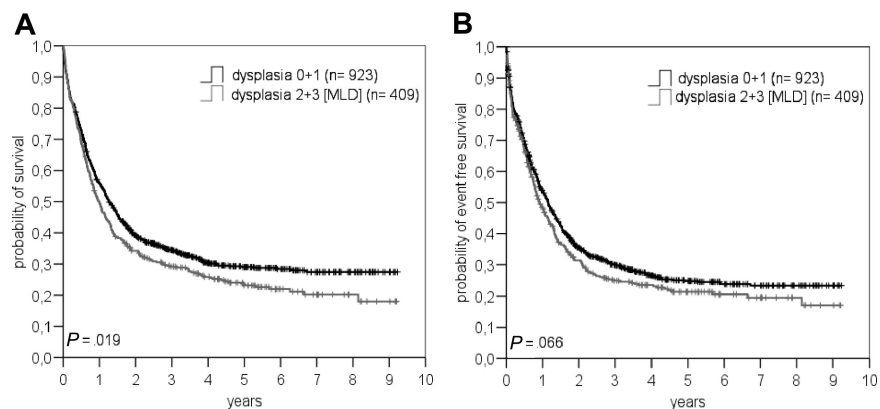 A
1,0
0,9
0,8
0,7
0,6
0,5
0,4
0,3
0,2
0,1
0,0
probability of survival
dysplasia 0+1 (n= 923)
dysplasia 2+3 [MLD] (n= 409)
P = .019
0 1 2 3 4 5 6 7 8 9 10
years
B
1,0
0,9
0,8
0,7
0,6
0,5
0,4
0,3
0,2
0,1
0,0
probability of event free survival
dysplasia 0+1 (n= 923)
dysplasia 2+3 [MLD] (n= 409)
P = .066
0 1 2 3 4 5 6 7 8 9 10
years